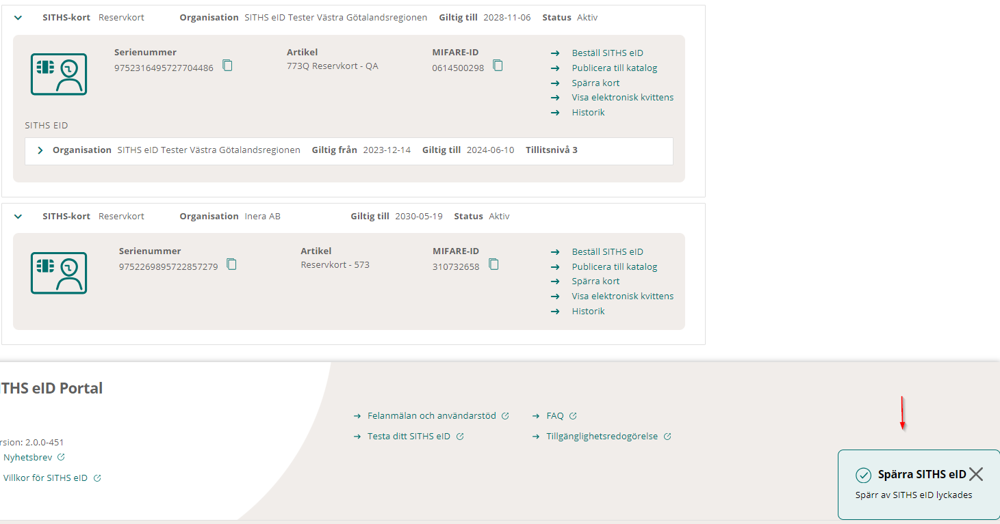 SITHS-kort Reservkort Organisation SITHS eID Tester Västra Götalandsregionen Giltig till 2028-11-06 Status Aktiv
Serienummer Artikel MIFARE-ID
9752316495727704486 773Q Reservkort - QA 0614500298
Beställ SITHS eID
Publicera till katalog
Spärra kort
Visa elektronisk kvittens
Historik
SITHS EID
Organisation SITHS eID Tester Västra Götalandsregionen Giltig från 2023-12-14 Giltig till 2024-06-10 Tillitsnivå 3
SITHS-kort Reservkort Organisation Inera AB Giltig till 2030-05-19 Status Aktiv
Serienummer Artikel MIFARE-ID
9752269895722857279 Reservkort - 573 310732658
Beställ SITHS eID
Publicera till katalog
Spärra kort
Visa elektronisk kvittens
Historik
ITHS eID Portal
rsion: 2.0.0-451
Nyhetsbrev
Villkor för SITHS eID
Felanmälan och användarstöd
Testa ditt SITHS eID
FAQ
Tillgänglighetsredogörelse
Spärra SITHS eID
Spärr av SITHS eID lyckades